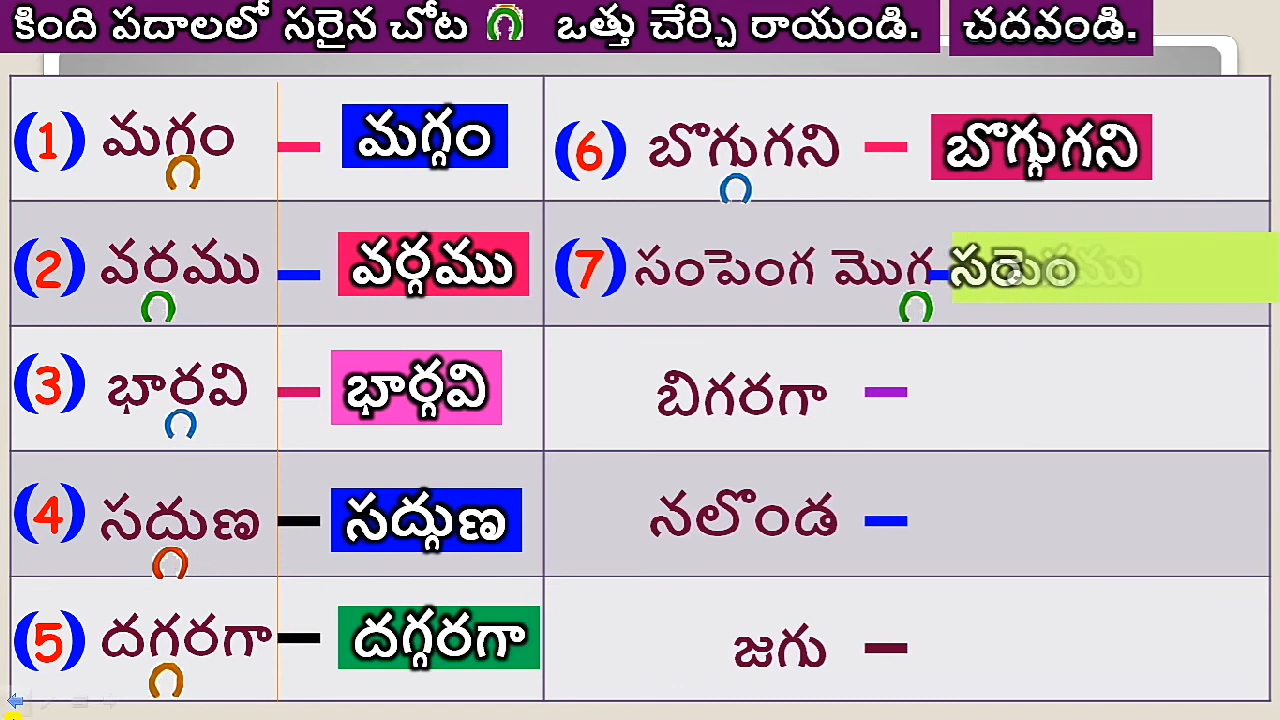 కింది పదాలలో సరైన చోట ౧ ఒత్తు చేర్చి రాయండి. చదవండి.
(1) మగ్గం – మగ్గం
(2) వరము – వర్గము
(3) భారవి – భార్గవి
(4) సదుణ – సద్గుణ
(5) దగరగా – దగ్గరగా
(6) బొగుగని – బొగ్గుగని
(7) సంపెంగ మొగ – సంపెం
బిగరగా –
నలొండ –
జగు –